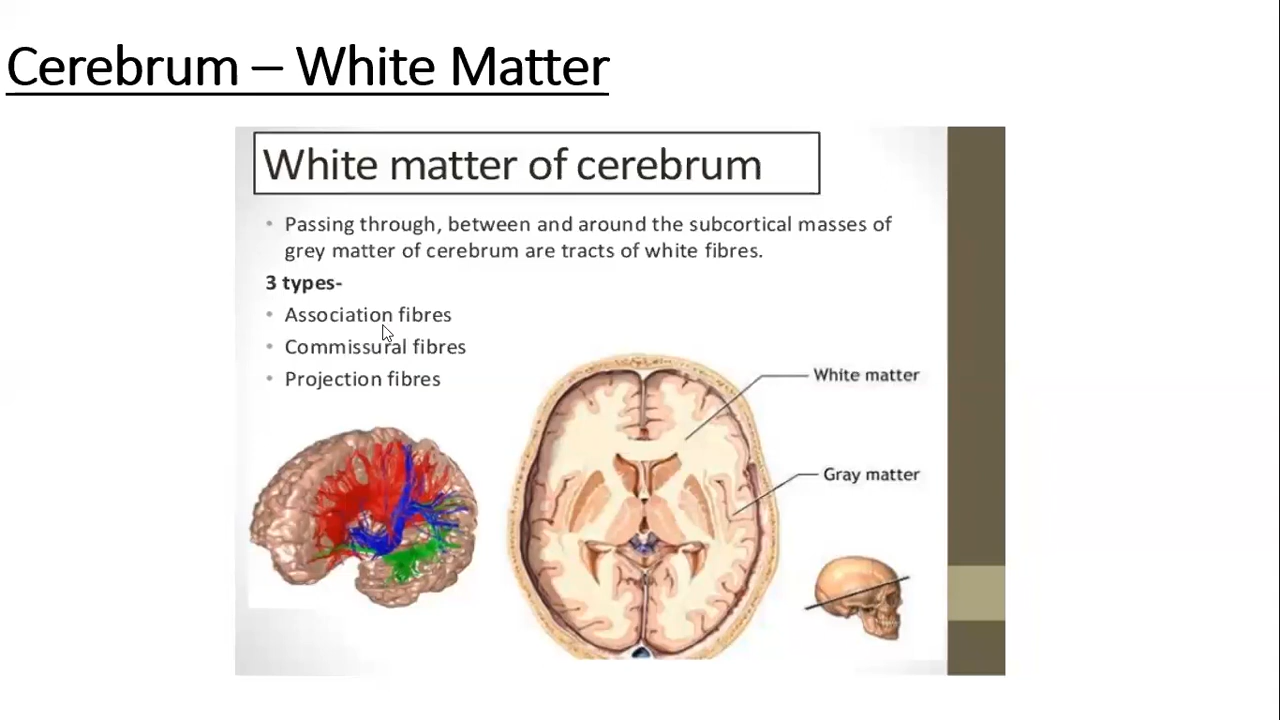 Cerebrum – White Matter
White matter of cerebrum
• Passing through, between and around the subcortical masses of
grey matter of cerebrum are tracts of white fibres.
3 types-
• Association fibres
• Commissural fibres
• Projection fibres
White matter
Gray matter